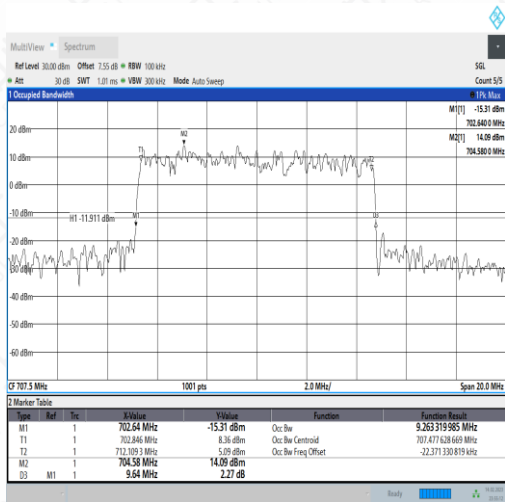 MultiView Spectrum
Ref Level 30.00 dBm Offset 7.55 dB RBW 100 kHz SGL
Att 30 dB SWT 1.01 ms VBW 300 kHz Mode Auto Sweep Count 5/5
1 Occupied Bandwidth 1Pk Max
M1[1] -15.31 dBm
702.640 0 MHz
M2[1] 14.09 dBm
704.580 0 MHz
M2
20 dBm
T1
10 dBm
T2
0 dBm
-10 dBm
H1 -11.911 dBm
M1
D3
-20 dBm
-30 dBm
-40 dBm
-50 dBm
-60 dBm
CF 707.5 MHz 1001 pts 2.0 MHz/ Span 20.0 MHz
2 Marker Table
Type Ref Trc X-Value Y-Value Function Function Result
M1 1 702.64 MHz -15.31 dBm Occ Bw 9.263 319 985 MHz
T1 1 702.846 MHz 8.36 dBm Occ Bw Centroid 707.477 628 669 MHz
T2 1 712.109 3 MHz 5.09 dBm Occ Bw Freq Offset -22.371 330 819 kHz
M2 1 704.58 MHz 14.09 dBm
D3 M1 1 9.64 MHz 2.27 dB
Ready